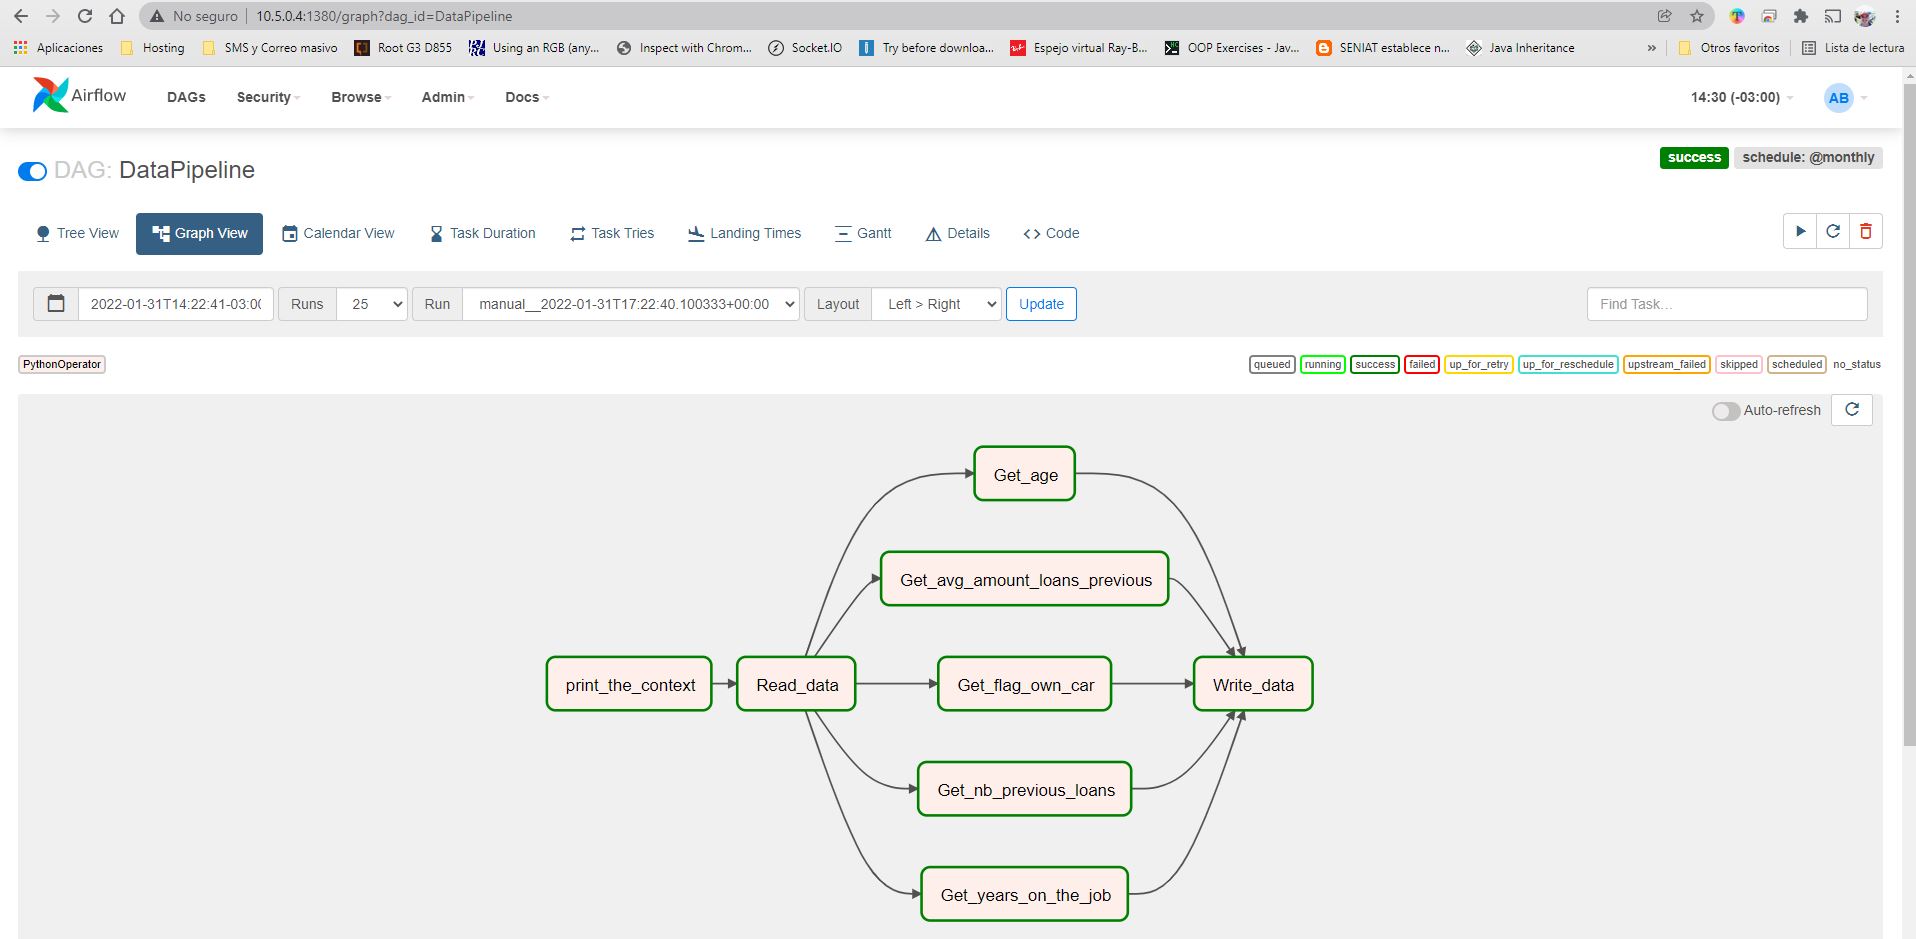 No seguro 10.5.0.4:1380/graph?dag_id=DataPipeline
Aplicaciones Hosting SMS y Correo masivo Root G3 D855 Using an RGB (any... Inspect with Chrom... Socket.IO Try before downloa... Espejo virtual Ray-B... OOP Exercises - Jav... SENIAT establece n... Java Inheritance » Otros favoritos Lista de lectura
Airflow DAGs Security Browse Admin Docs 14:30 (-03:00) AB
DAG: DataPipeline success schedule: @monthly
Tree View Graph View Calendar View Task Duration Task Tries Landing Times Gantt Details <> Code
2022-01-31T14:22:41-03:00 Runs 25 Run manual__2022-01-31T17:22:40.100333+00:00 Layout Left > Right Update Find Task...
PythonOperator queued running success failed up_for_retry up_for_reschedule upstream_failed skipped scheduled no_status
Auto-refresh
Get_age
Get_avg_amount_loans_previous
print_the_context Read_data Get_flag_own_car Write_data
Get_nb_previous_loans
Get_years_on_the_job